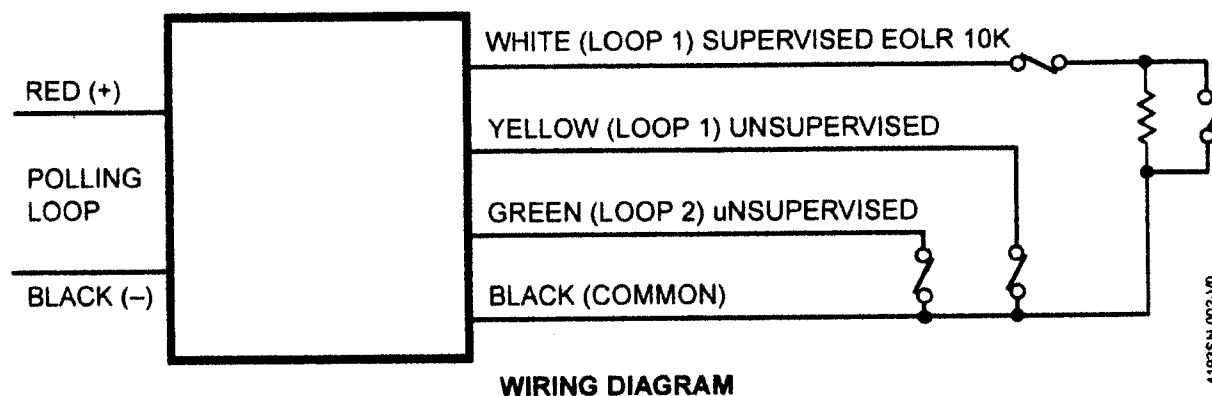 WHITE (LOOP 1) SUPERVISED EOLR 10K
RED (+)
YELLOW (LOOP 1) UNSUPERVISED
POLLING
LOOP
GREEN (LOOP 2) uNSUPERVISED
BLACK (–)
BLACK (COMMON)
WIRING DIAGRAM